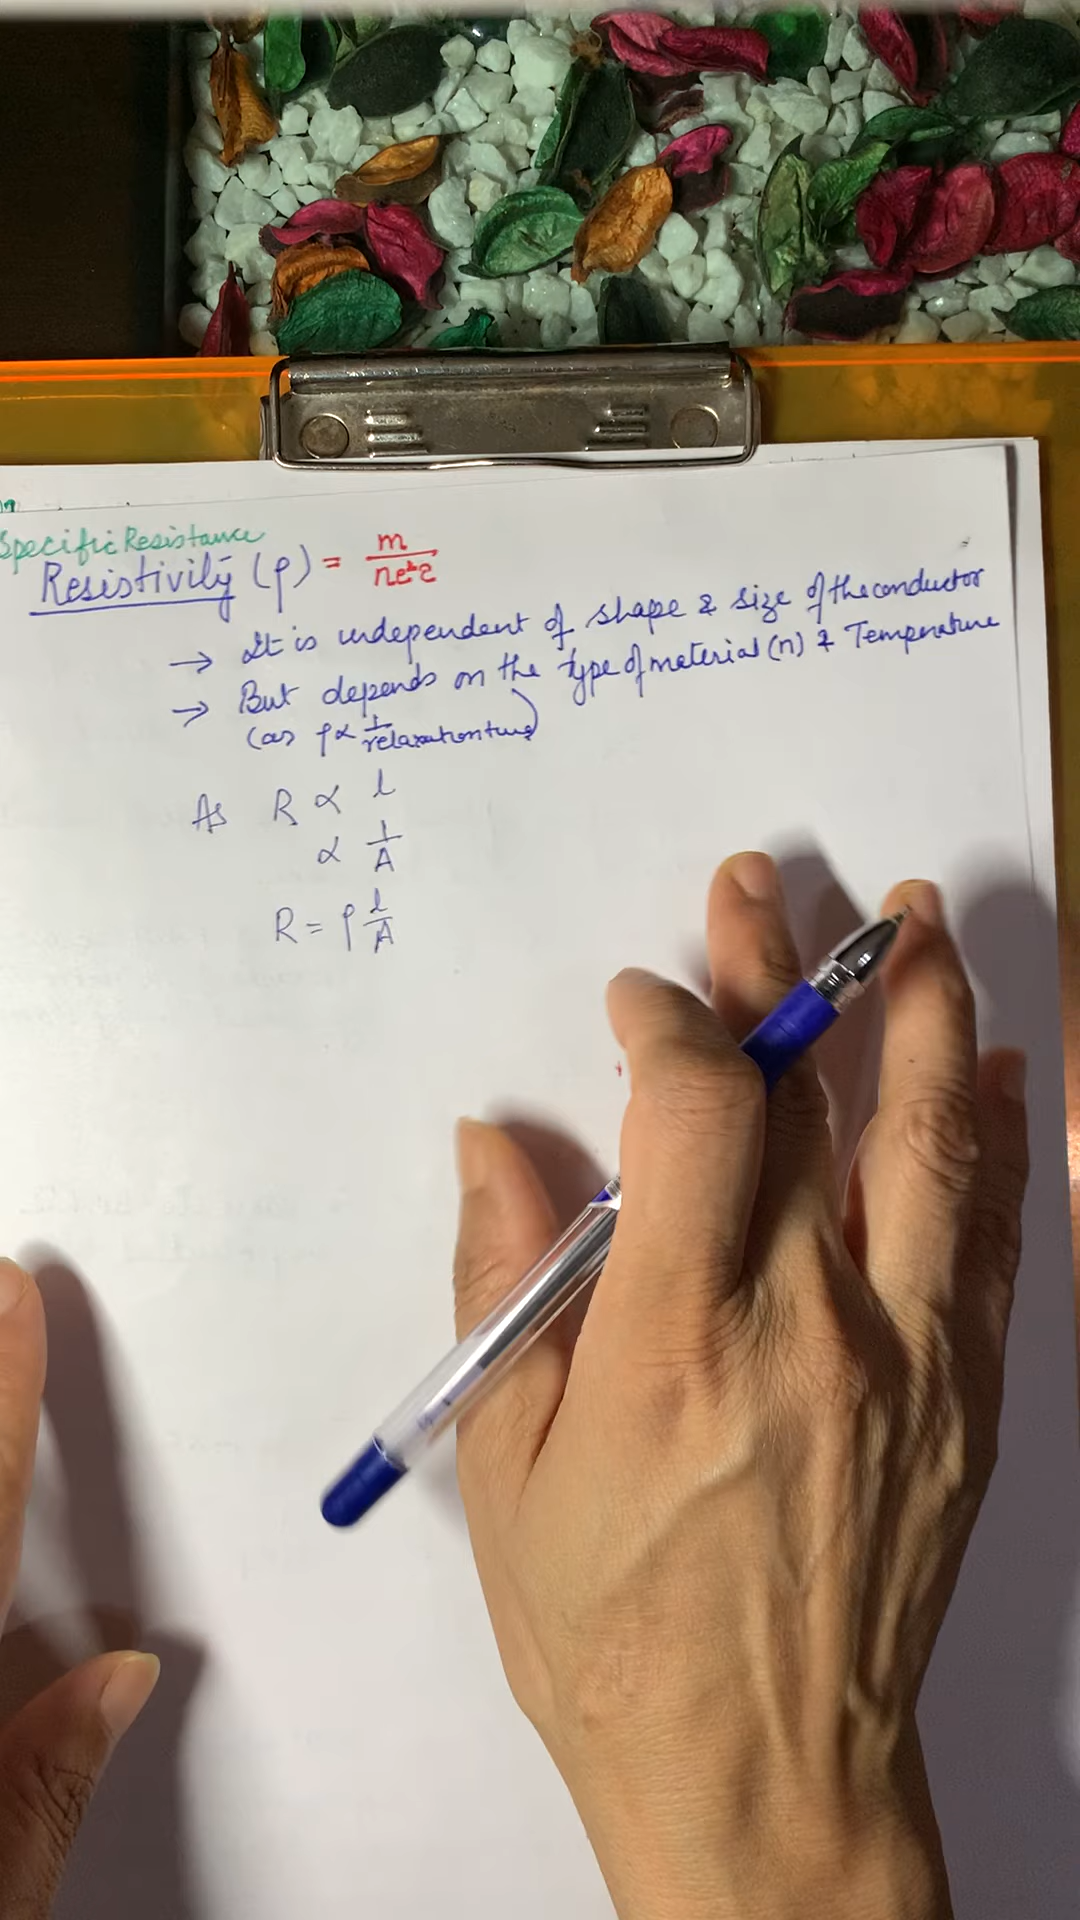 Specific Resistance
Resistivity (ρ) = m / ne²τ
→ It is independent of shape & size of the conductor
→ But depends on the type of material (n) & Temperature
(as ρ ∝ 1 / relaxation time)
As R ∝ l
∝ 1 / A
R = ρ l / A